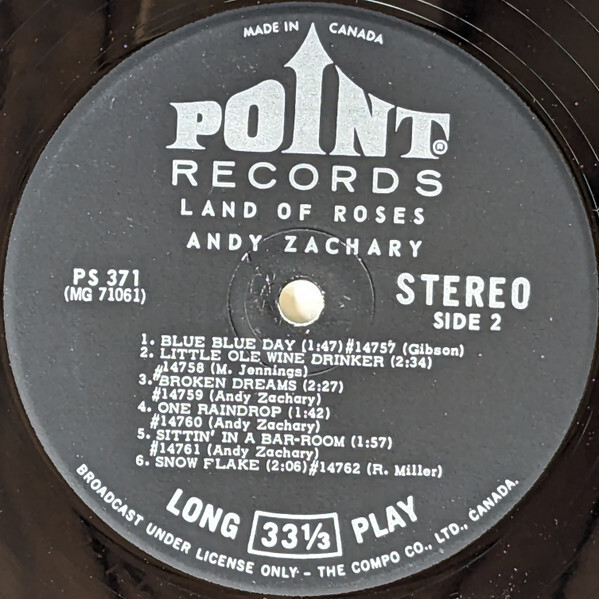 MADE IN CANADA
POINT®
RECORDS
LAND OF ROSES
ANDY ZACHARY
PS 371
(MG 71061)
STEREO
SIDE 2
1. BLUE BLUE DAY (1:47) #14757 (Gibson)
2. LITTLE OLE WINE DRINKER (2:34)
#14758 (M. Jennings)
3. BROKEN DREAMS (2:27)
#14759 (Andy Zachary)
4. ONE RAINDROP (1:42)
#14760 (Andy Zachary)
5. SITTIN' IN A BAR-ROOM (1:57)
#14761 (Andy Zachary)
6. SNOW FLAKE (2:06) #14762 (R. Miller)
LONG 33 1/3 PLAY
BROADCAST UNDER LICENSE ONLY - THE COMPO CO., LTD., CANADA.